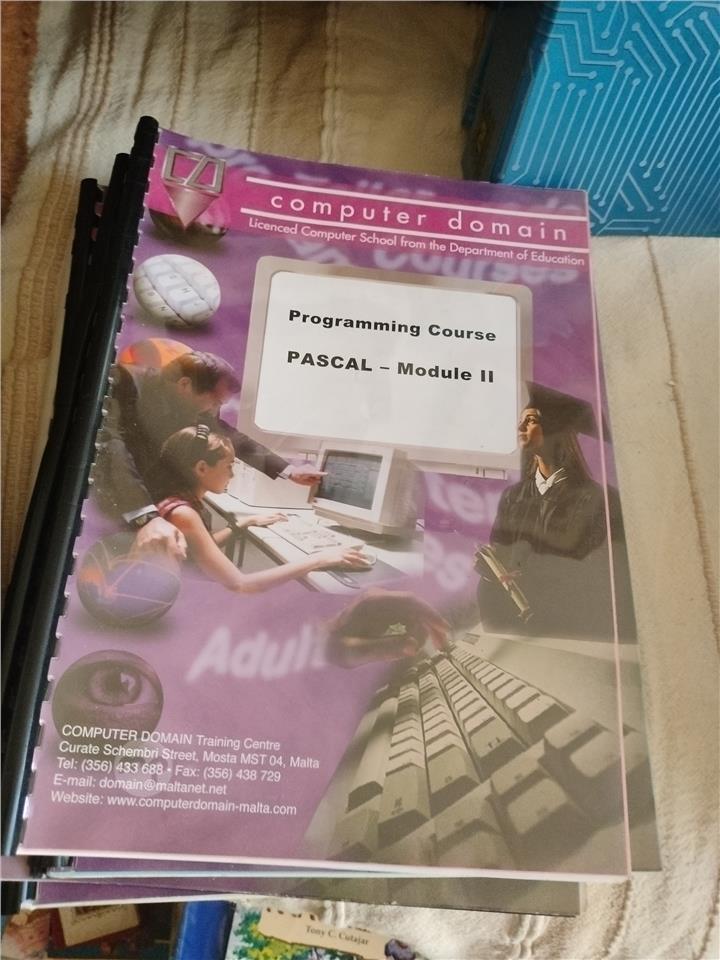 computer domain
Licenced Computer School from the Department of Education
Courses
Programming Course
PASCAL – Module II
Adult
COMPUTER DOMAIN Training Centre
Curate Schembri Street, Mosta MST 04, Malta
Tel: (356) 433 688 • Fax: (356) 438 729
E-mail: domain@maltanet.net
Website: www.computerdomain-malta.com
Tony C. Cutajar